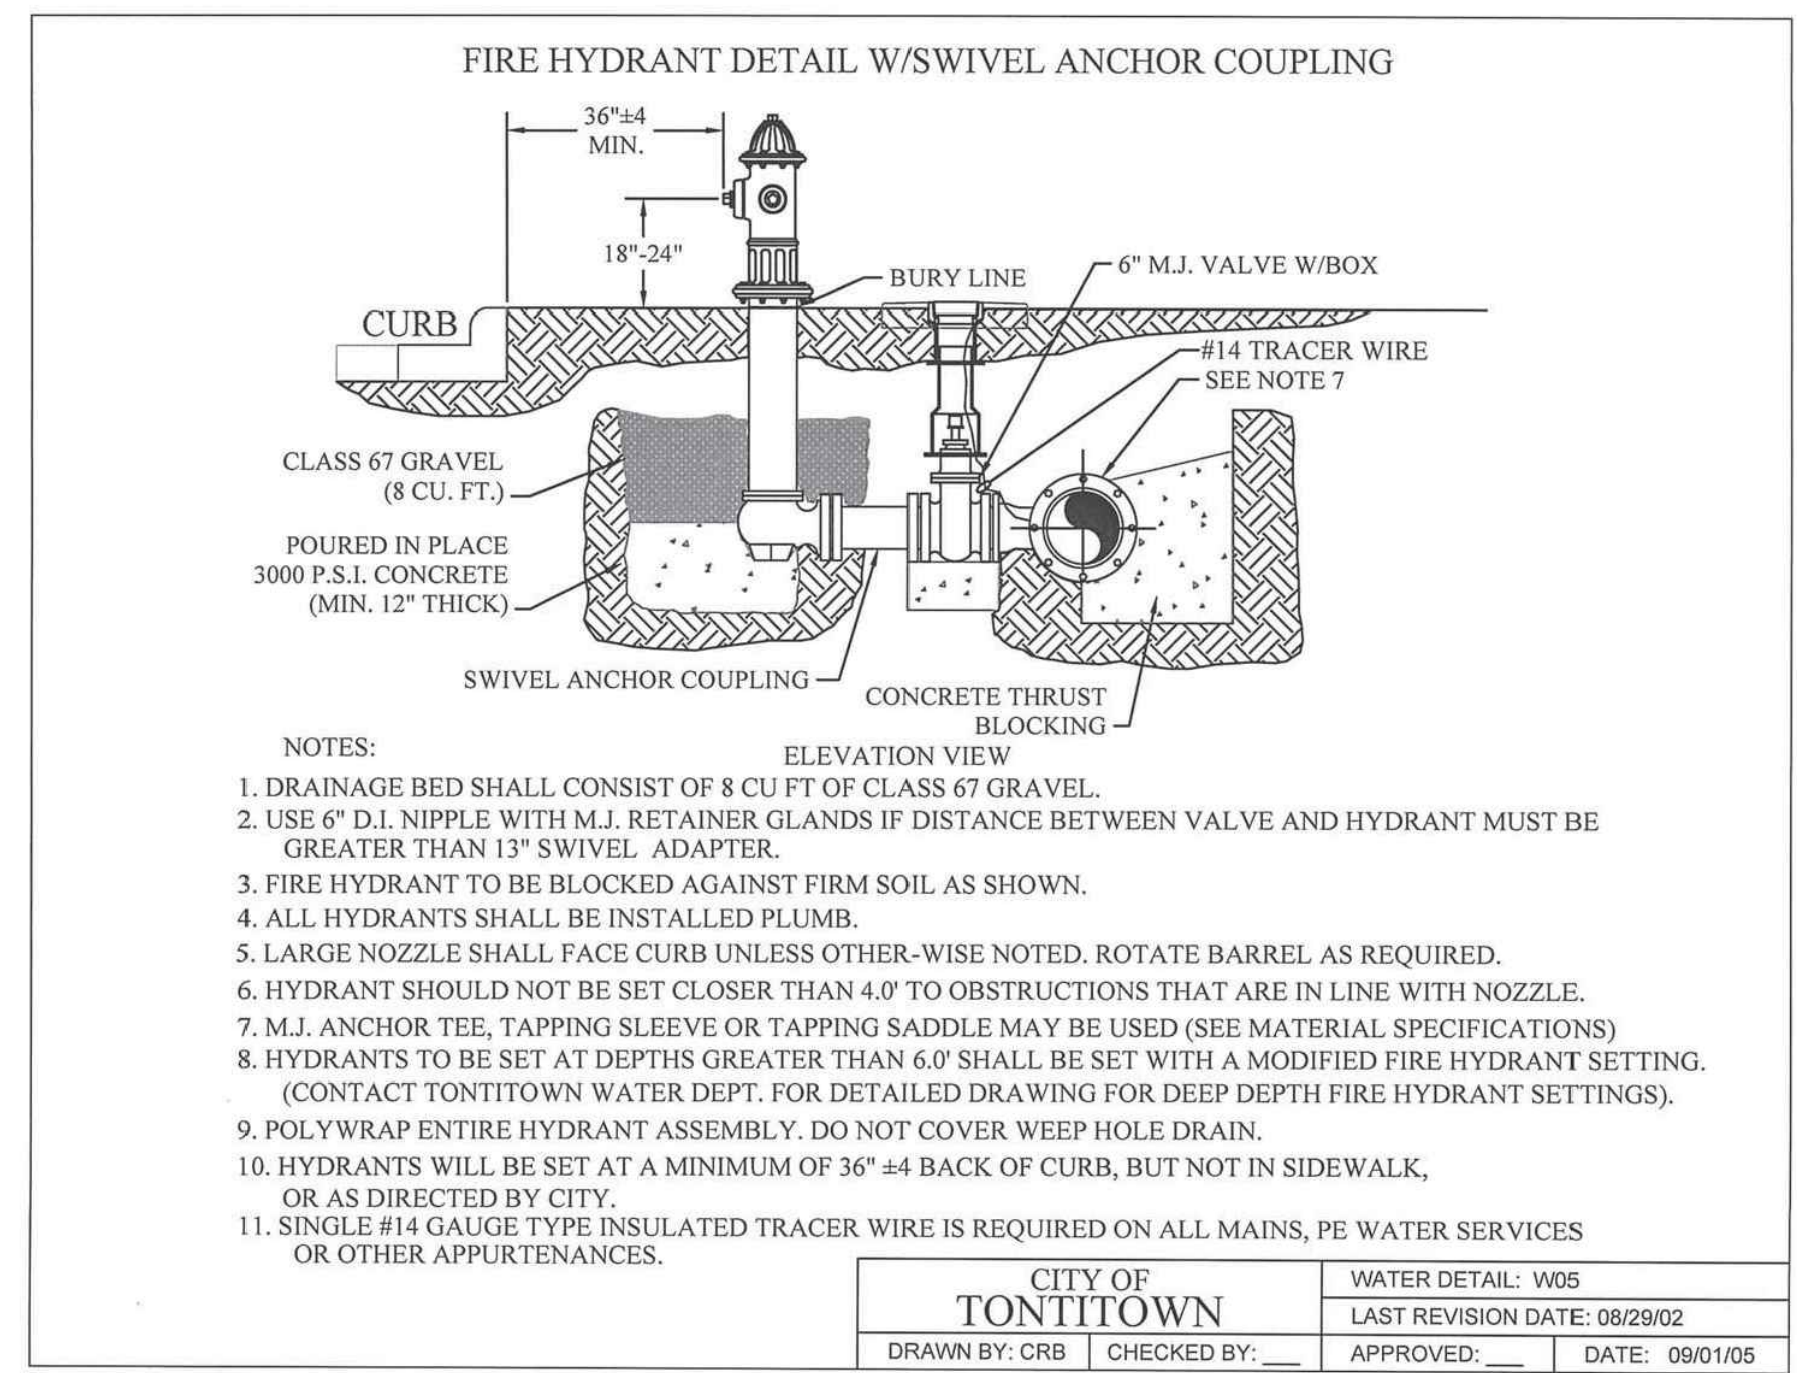 FIRE HYDRANT DETAIL W/SWIVEL ANCHOR COUPLING
36"±4
MIN.
18"-24"
BURY LINE
6" M.J. VALVE W/BOX
CURB
#14 TRACER WIRE
SEE NOTE 7
CLASS 67 GRAVEL
(8 CU. FT.)
POURED IN PLACE
3000 P.S.I. CONCRETE
(MIN. 12" THICK)
SWIVEL ANCHOR COUPLING
CONCRETE THRUST
BLOCKING
ELEVATION VIEW
NOTES:
1. DRAINAGE BED SHALL CONSIST OF 8 CU FT OF CLASS 67 GRAVEL.
2. USE 6" D.I. NIPPLE WITH M.J. RETAINER GLANDS IF DISTANCE BETWEEN VALVE AND HYDRANT MUST BE
GREATER THAN 13" SWIVEL ADAPTER.
3. FIRE HYDRANT TO BE BLOCKED AGAINST FIRM SOIL AS SHOWN.
4. ALL HYDRANTS SHALL BE INSTALLED PLUMB.
5. LARGE NOZZLE SHALL FACE CURB UNLESS OTHER-WISE NOTED. ROTATE BARREL AS REQUIRED.
6. HYDRANT SHOULD NOT BE SET CLOSER THAN 4.0' TO OBSTRUCTIONS THAT ARE IN LINE WITH NOZZLE.
7. M.J. ANCHOR TEE, TAPPING SLEEVE OR TAPPING SADDLE MAY BE USED (SEE MATERIAL SPECIFICATIONS)
8. HYDRANTS TO BE SET AT DEPTHS GREATER THAN 6.0' SHALL BE SET WITH A MODIFIED FIRE HYDRANT SETTING.
(CONTACT TONTITOWN WATER DEPT. FOR DETAILED DRAWING FOR DEEP DEPTH FIRE HYDRANT SETTINGS).
9. POLYWRAP ENTIRE HYDRANT ASSEMBLY. DO NOT COVER WEEP HOLE DRAIN.
10. HYDRANTS WILL BE SET AT A MINIMUM OF 36" ±4 BACK OF CURB, BUT NOT IN SIDEWALK,
OR AS DIRECTED BY CITY.
11. SINGLE #14 GAUGE TYPE INSULATED TRACER WIRE IS REQUIRED ON ALL MAINS, PE WATER SERVICES
OR OTHER APPURTENANCES.
CITY OF
TONTITOWN
WATER DETAIL: W05
LAST REVISION DATE: 08/29/02
DRAWN BY: CRB
CHECKED BY: ___
APPROVED: ___
DATE: 09/01/05